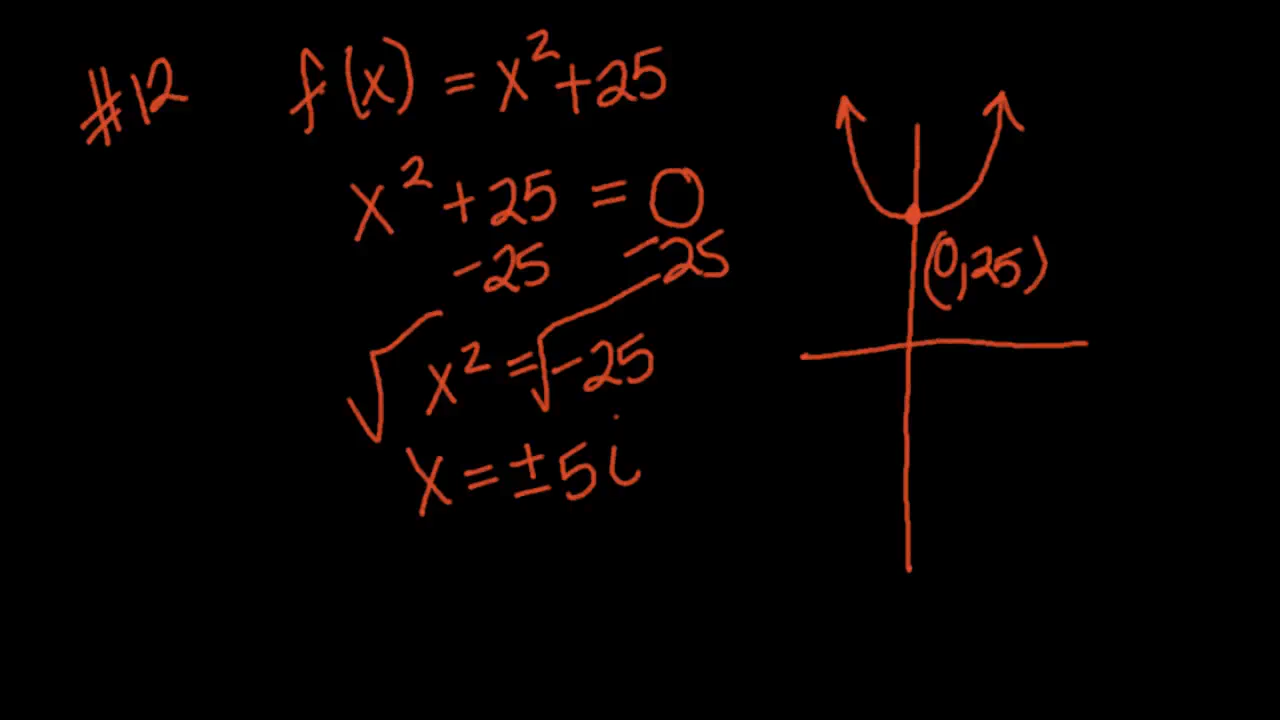 #12 f(x) = x²+25
x²+25 = 0
-25 -25
√x² = √-25
x = ±5i
(0,25)